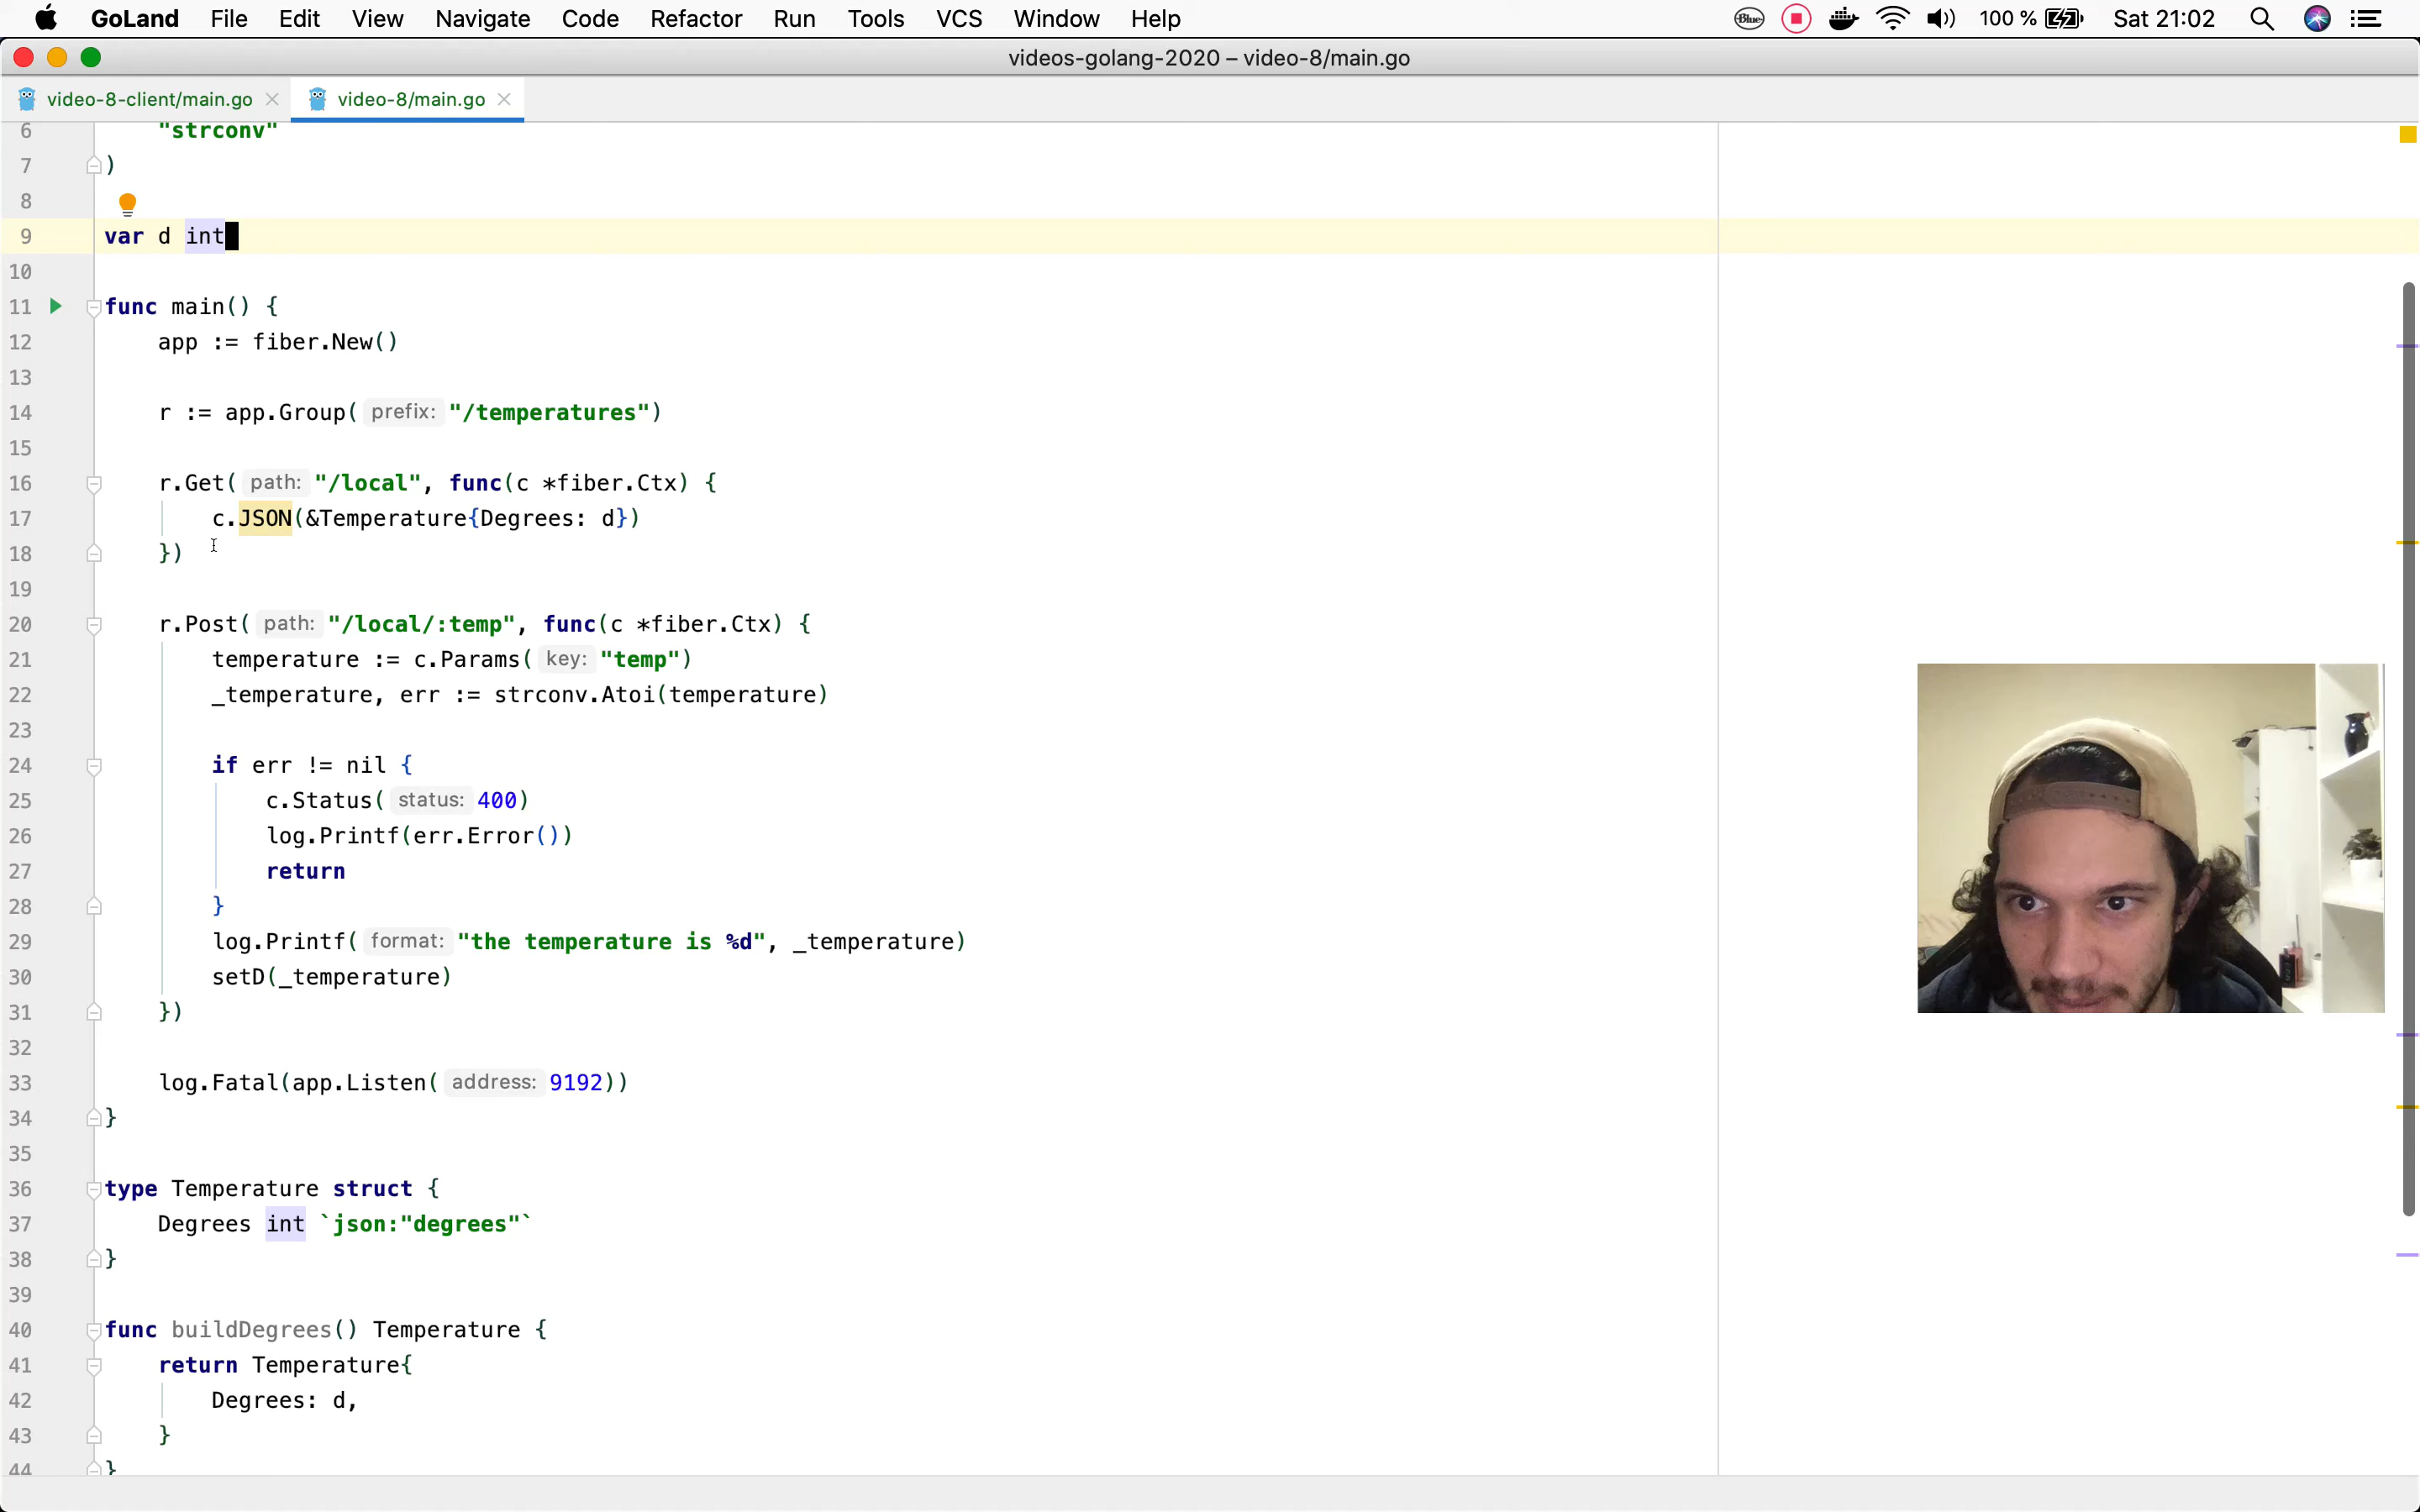 GoLand File Edit View Navigate Code Refactor Run Tools VCS Window Help Blue 100 % Sat 21:02
videos-golang-2020 – video-8/main.go
video-8-client/main.go video-8/main.go
6 "strconv"
7 )
8
9 var d int
10
11 func main() {
12 app := fiber.New()
13
14 r := app.Group( prefix: "/temperatures")
15
16 r.Get( path: "/local", func(c *fiber.Ctx) {
17 c.JSON(&Temperature{Degrees: d})
18 })
19
20 r.Post( path: "/local/:temp", func(c *fiber.Ctx) {
21 temperature := c.Params( key: "temp")
22 _temperature, err := strconv.Atoi(temperature)
23
24 if err != nil {
25 c.Status( status: 400)
26 log.Printf(err.Error())
27 return
28 }
29 log.Printf( format: "the temperature is %d", _temperature)
30 setD(_temperature)
31 })
32
33 log.Fatal(app.Listen( address: 9192))
34 }
35
36 type Temperature struct {
37 Degrees int `json:"degrees"`
38 }
39
40 func buildDegrees() Temperature {
41 return Temperature{
42 Degrees: d,
43 }
44 }